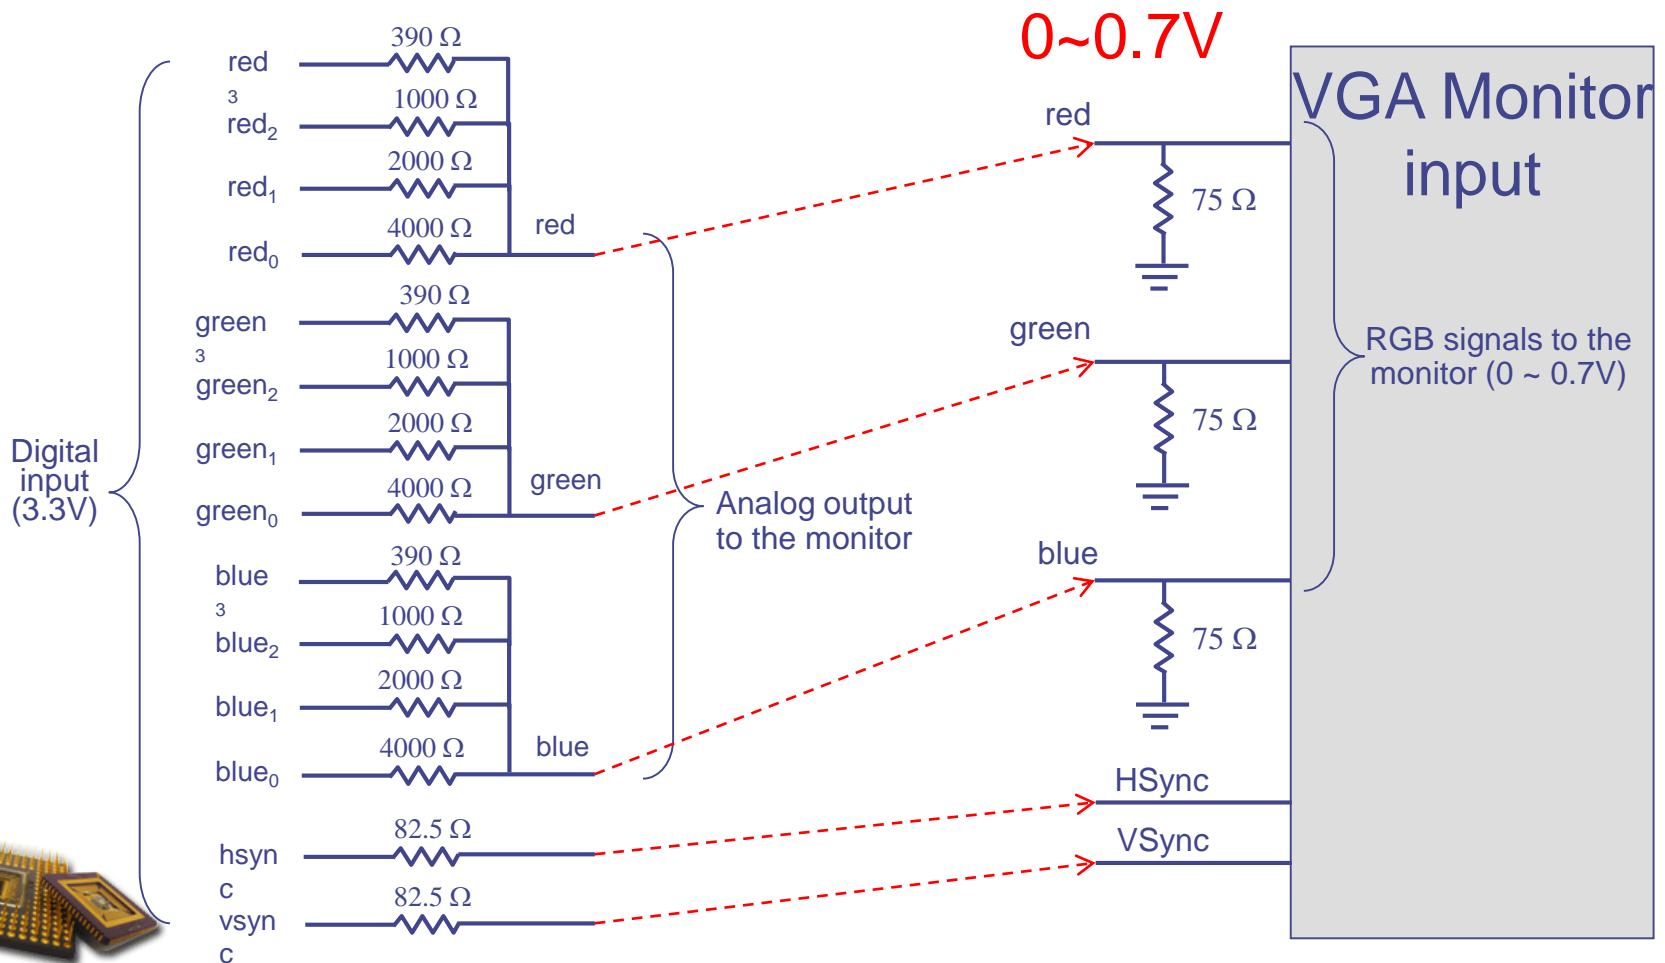 0~0.7V
VGA Monitor
input
390 Ω
red
3
1000 Ω
red2
2000 Ω
red1
4000 Ω
red0
red
390 Ω
green
3
1000 Ω
green2
2000 Ω
green1
4000 Ω
green0
green
390 Ω
blue
3
1000 Ω
blue2
2000 Ω
blue1
4000 Ω
blue0
blue
82.5 Ω
hsyn
c
82.5 Ω
vsyn
c
Digital
input
(3.3V)
Analog output
to the monitor
red
75 Ω
green
75 Ω
blue
75 Ω
HSync
VSync
RGB signals to the
monitor (0 ~ 0.7V)